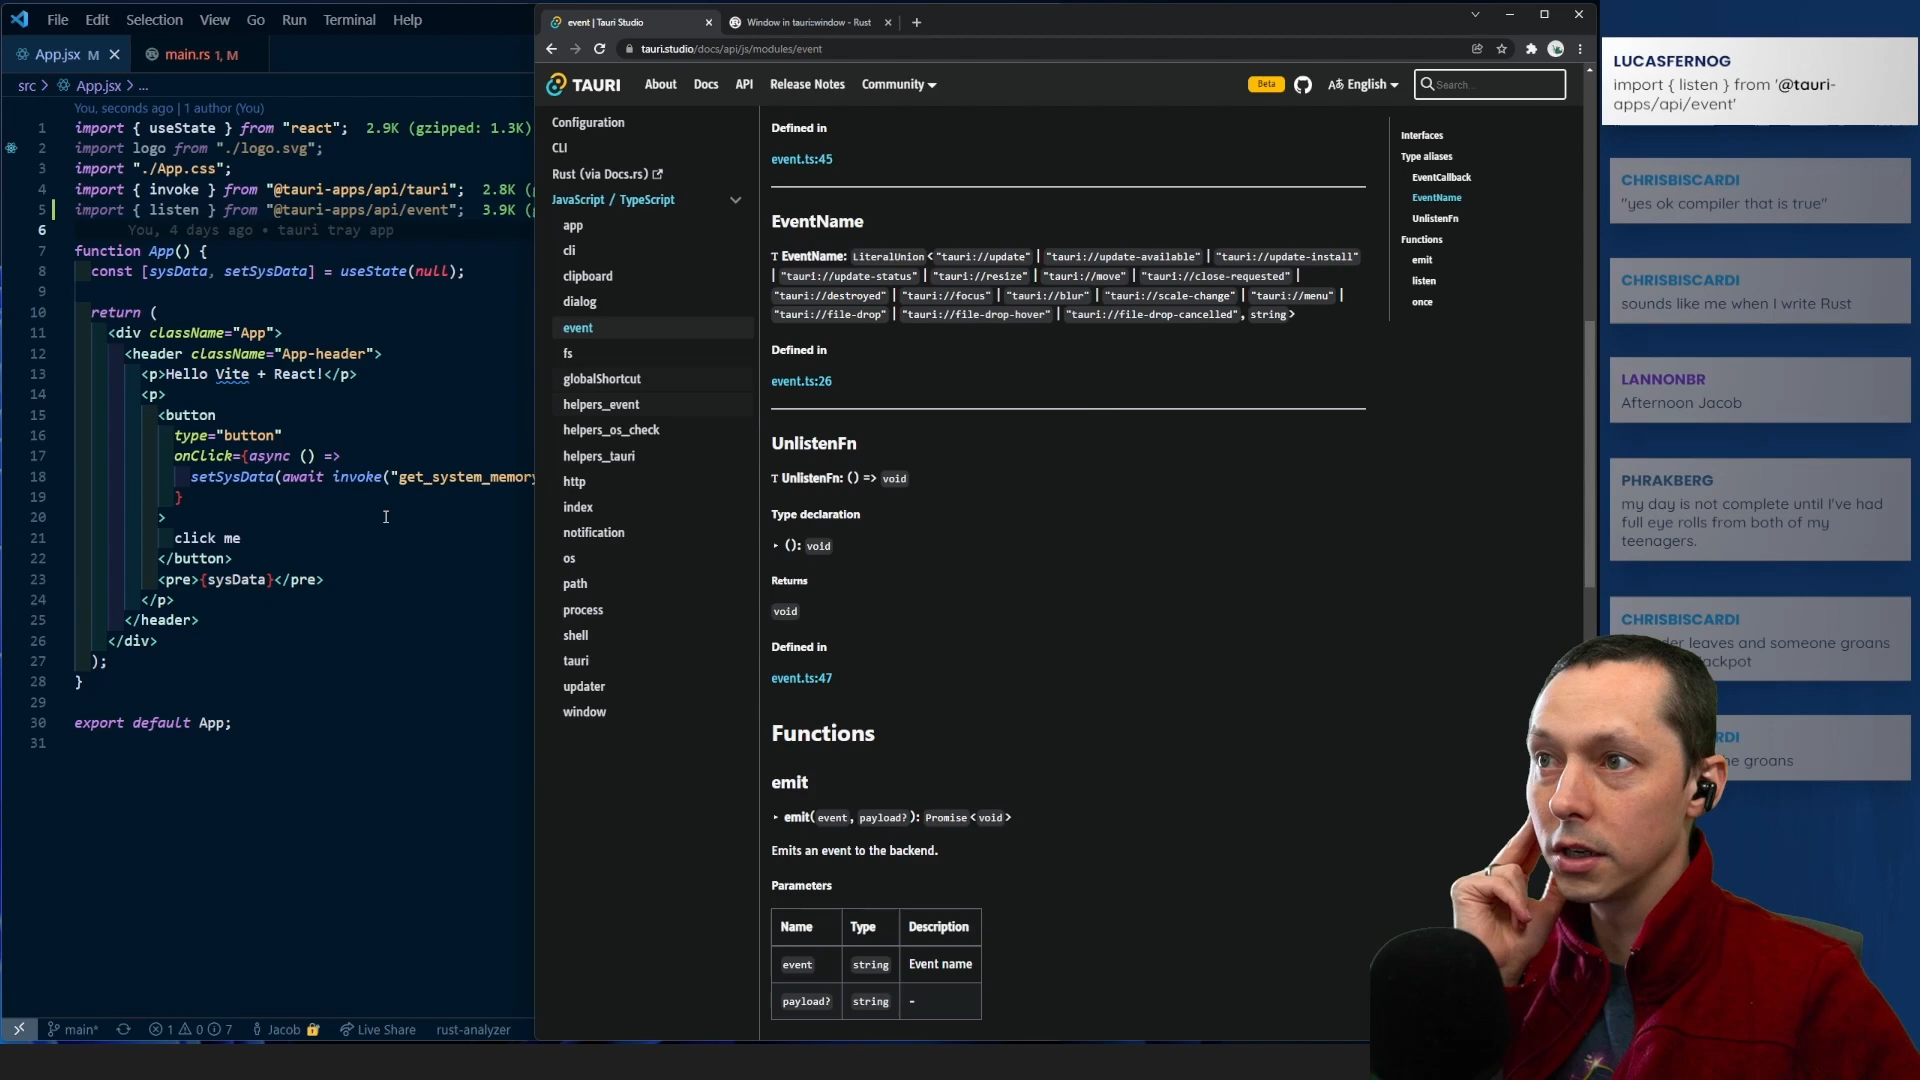 File Edit Selection View Go Run Terminal Help
App.jsx M
main.rs 1, M
src > App.jsx > ...
You, seconds ago | 1 author (You)
1 import { useState } from "react"; 2.9K (gzipped: 1.3K)
2 import logo from "./logo.svg";
3 import "./App.css";
4 import { invoke } from "@tauri-apps/api/tauri"; 2.8K (
5 import { listen } from "@tauri-apps/api/event"; 3.9K (
6 You, 4 days ago • tauri tray app
7 function App() {
8 const [sysData, setSysData] = useState(null);
9
10 return (
11 <div className="App">
12 <header className="App-header">
13 <p>Hello Vite + React!</p>
14 <p>
15 <button
16 type="button"
17 onClick={async () =>
18 setSysData(await invoke("get_system_memory
19 }
20 >
21 click me
22 </button>
23 <pre>{sysData}</pre>
24 </p>
25 </header>
26 </div>
27 );
28 }
29
30 export default App;
31
main* 1 0 7 Jacob Live Share rust-analyzer
event | Tauri Studio
Window in tauri::window - Rust
tauri.studio/docs/api/js/modules/event
TAURI About Docs API Release Notes Community Beta English Search...
Configuration
CLI
Rust (via Docs.rs)
JavaScript / TypeScript
app
cli
clipboard
dialog
event
fs
globalShortcut
helpers_event
helpers_os_check
helpers_tauri
http
index
notification
os
path
process
shell
tauri
updater
window
Defined in
event.ts:45
EventName
T EventName: LiteralUnion<"tauri://update" | "tauri://update-available" | "tauri://update-install"
| "tauri://update-status" | "tauri://resize" | "tauri://move" | "tauri://close-requested" |
"tauri://destroyed" | "tauri://focus" | "tauri://blur" | "tauri://scale-change" | "tauri://menu" |
"tauri://file-drop" | "tauri://file-drop-hover" | "tauri://file-drop-cancelled", string>
Defined in
event.ts:26
UnlistenFn
T UnlistenFn: () => void
Type declaration
▸ (): void
Returns
void
Defined in
event.ts:47
Functions
emit
▸ emit(event, payload?): Promise<void>
Emits an event to the backend.
Parameters
Name Type Description
event string Event name
payload? string -
Interfaces
Type aliases
EventCallback
EventName
UnlistenFn
Functions
emit
listen
once
LUCASFERNOG
import { listen } from '@tauri-
apps/api/event'
CHRISBISCARDI
"yes ok compiler that is true"
CHRISBISCARDI
sounds like me when I write Rust
LANNONBR
Afternoon Jacob
PHRAKBERG
my day is not complete until I've had
full eye rolls from both of my
teenagers.
CHRISBISCARDI
leaves and someone groans
groans